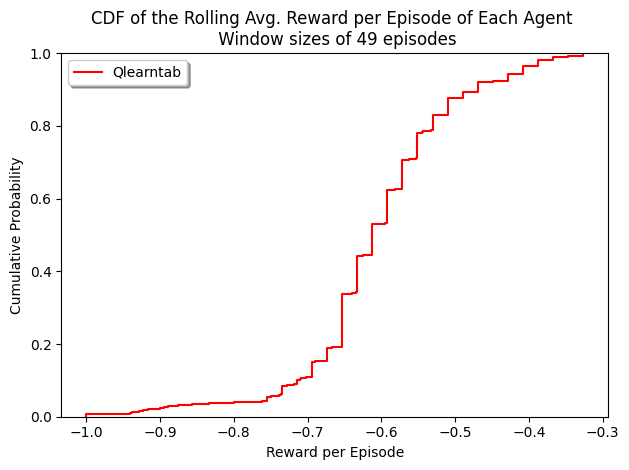 CDF of the Rolling Avg. Reward per Episode of Each Agent
Window sizes of 49 episodes
Qlearntab
Cumulative Probability
1.0
0.8
0.6
0.4
0.2
0.0
−1.0 −0.9 −0.8 −0.7 −0.6 −0.5 −0.4 −0.3
Reward per Episode